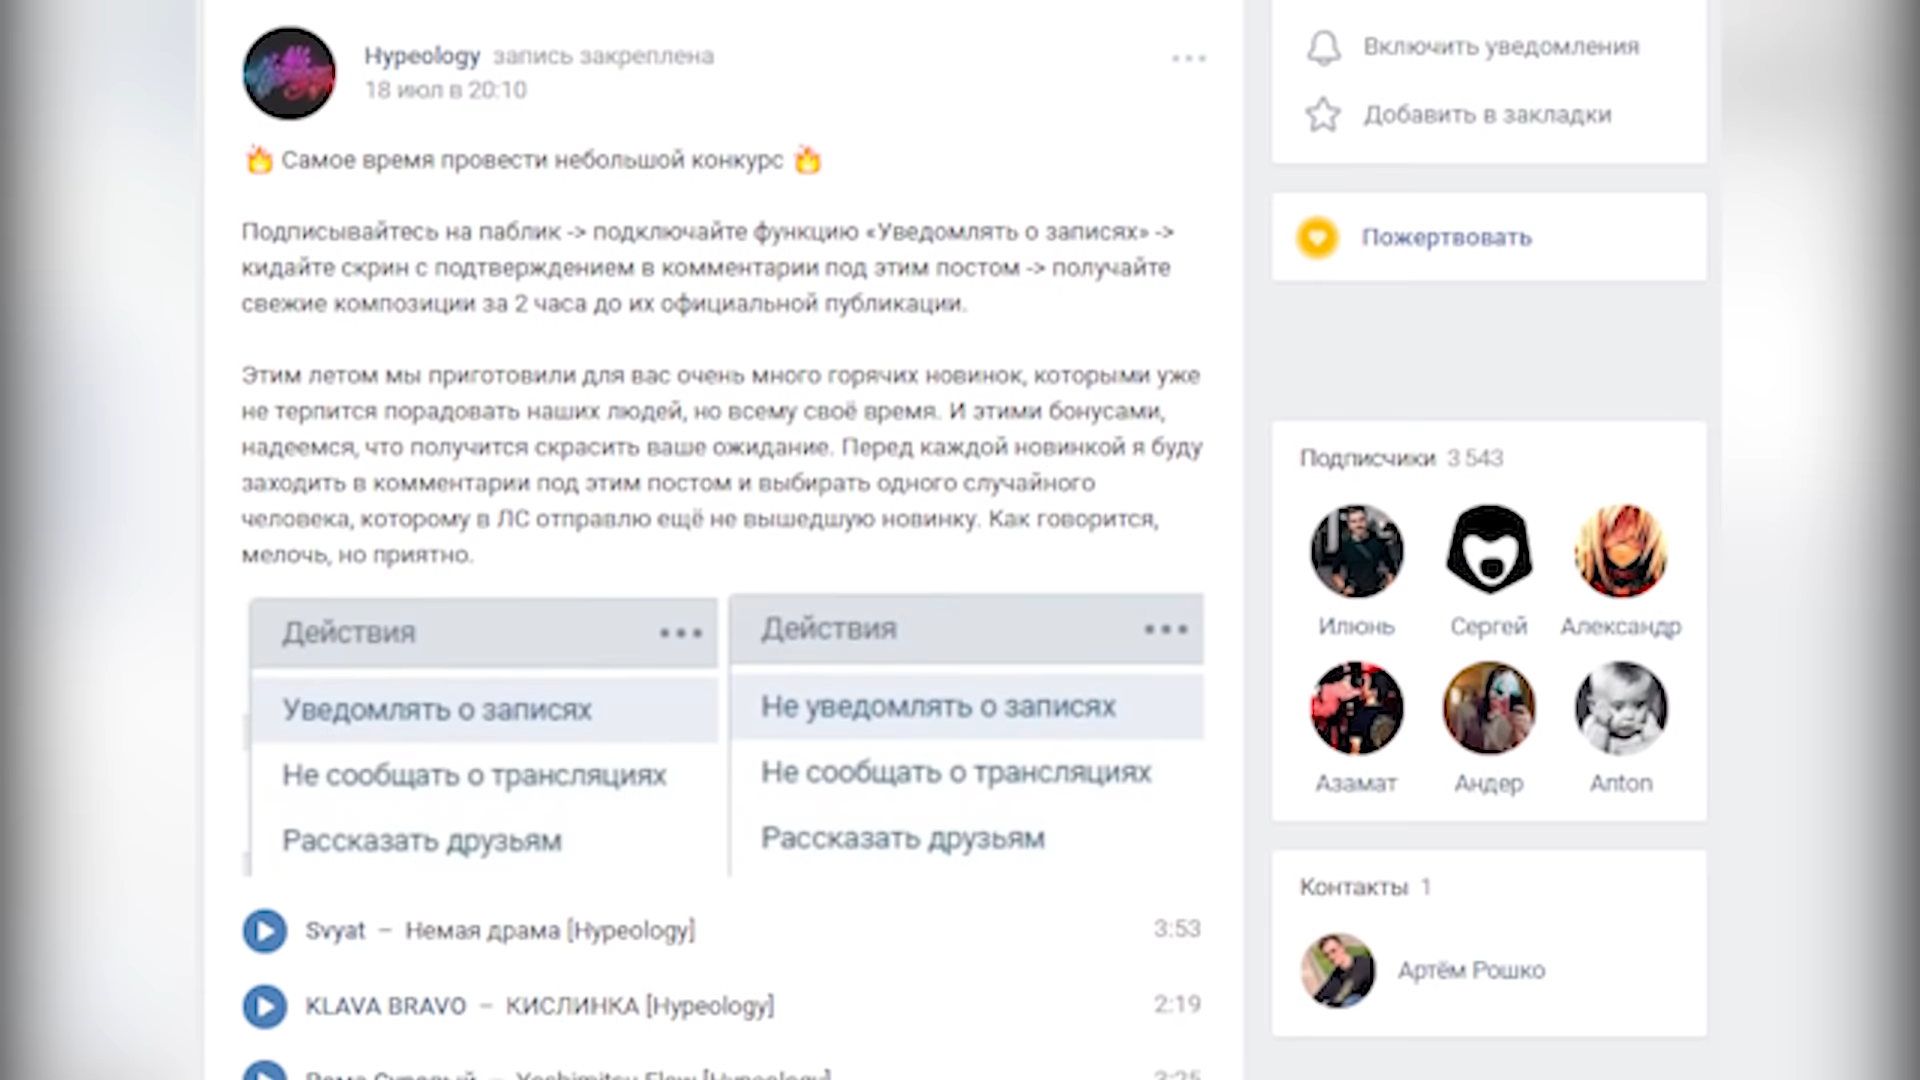 Hypeology запись закреплена
18 июл в 20:10
Самое время провести небольшой конкурс
Подписывайтесь на паблик -> подключайте функцию «Уведомлять о записях» ->
кидайте скрин с подтверждением в комментарии под этим постом -> получайте
свежие композиции за 2 часа до их официальной публикации.
Этим летом мы приготовили для вас очень много горячих новинок, которыми уже
не терпится порадовать наших людей, но всему своё время. И этими бонусами,
надеемся, что получится скрасить ваше ожидание. Перед каждой новинкой я буду
заходить в комментарии под этим постом и выбирать одного случайного
человека, которому в ЛС отправлю ещё не вышедшую новинку. Как говорится,
мелочь, но приятно.
Действия
Уведомлять о записях
Не сообщать о трансляциях
Рассказать друзьям
Действия
Не уведомлять о записях
Не сообщать о трансляциях
Рассказать друзьям
Svyat – Немая драма [Hypeology] 3:53
KLAVA BRAVO – КИСЛИНКА [Hypeology] 2:19
Рома Суровый – Yoshimitsu Flow [Hypeology] 3:25
Включить уведомления
Добавить в закладки
Пожертвовать
Подписчики 3 543
Илюнь Сергей Александр
Азамат Андер Anton
Контакты 1
Артём Рошко